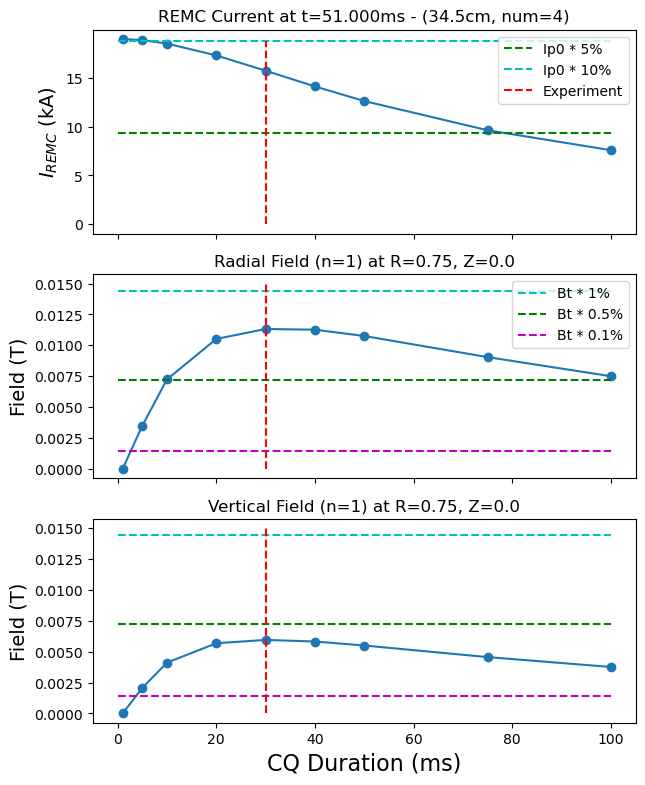 REMC Current at t=51.000ms - (34.5cm, num=4)
I_{REMC} (kA)
15
10
5
0
Ip0 * 5%
Ip0 * 10%
Experiment
Radial Field (n=1) at R=0.75, Z=0.0
Field (T)
0.0150
0.0125
0.0100
0.0075
0.0050
0.0025
0.0000
Bt * 1%
Bt * 0.5%
Bt * 0.1%
Vertical Field (n=1) at R=0.75, Z=0.0
Field (T)
0.0150
0.0125
0.0100
0.0075
0.0050
0.0025
0.0000
0 20 40 60 80 100
CQ Duration (ms)